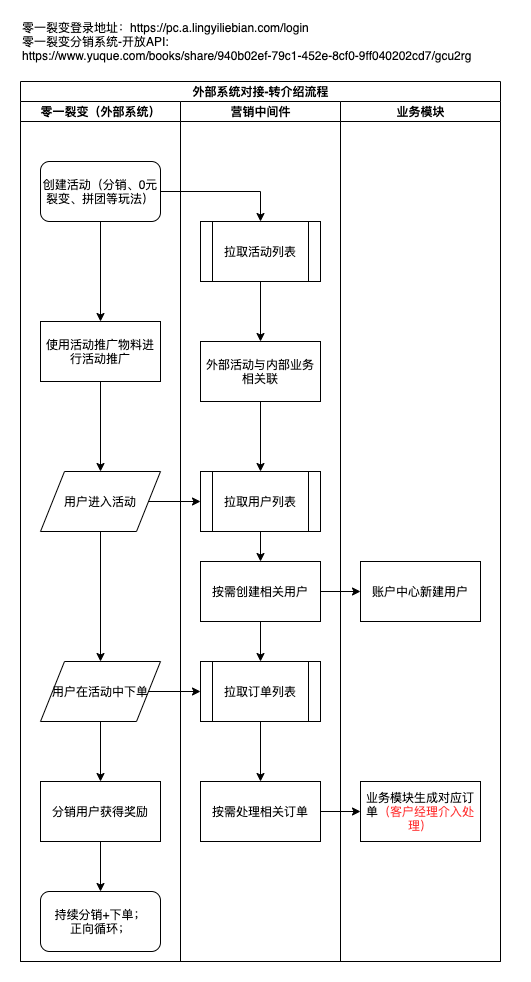 零一裂变登录地址：https://pc.a.lingyiliebian.com/login
零一裂变分销系统-开放API:
https://www.yuque.com/books/share/940b02ef-79c1-452e-8cf0-9ff040202cd7/gcu2rg
外部系统对接-转介绍流程
零一裂变（外部系统）
营销中间件
业务模块
创建活动（分销、0元
裂变、拼团等玩法）
拉取活动列表
使用活动推广物料进
行活动推广
外部活动与内部业务
相关联
用户进入活动
拉取用户列表
按需创建相关用户
账户中心新建用户
用户在活动中下单
拉取订单列表
分销用户获得奖励
按需处理相关订单
业务模块生成对应订
单（客户经理介入处
理）
持续分销+下单；
正向循环；